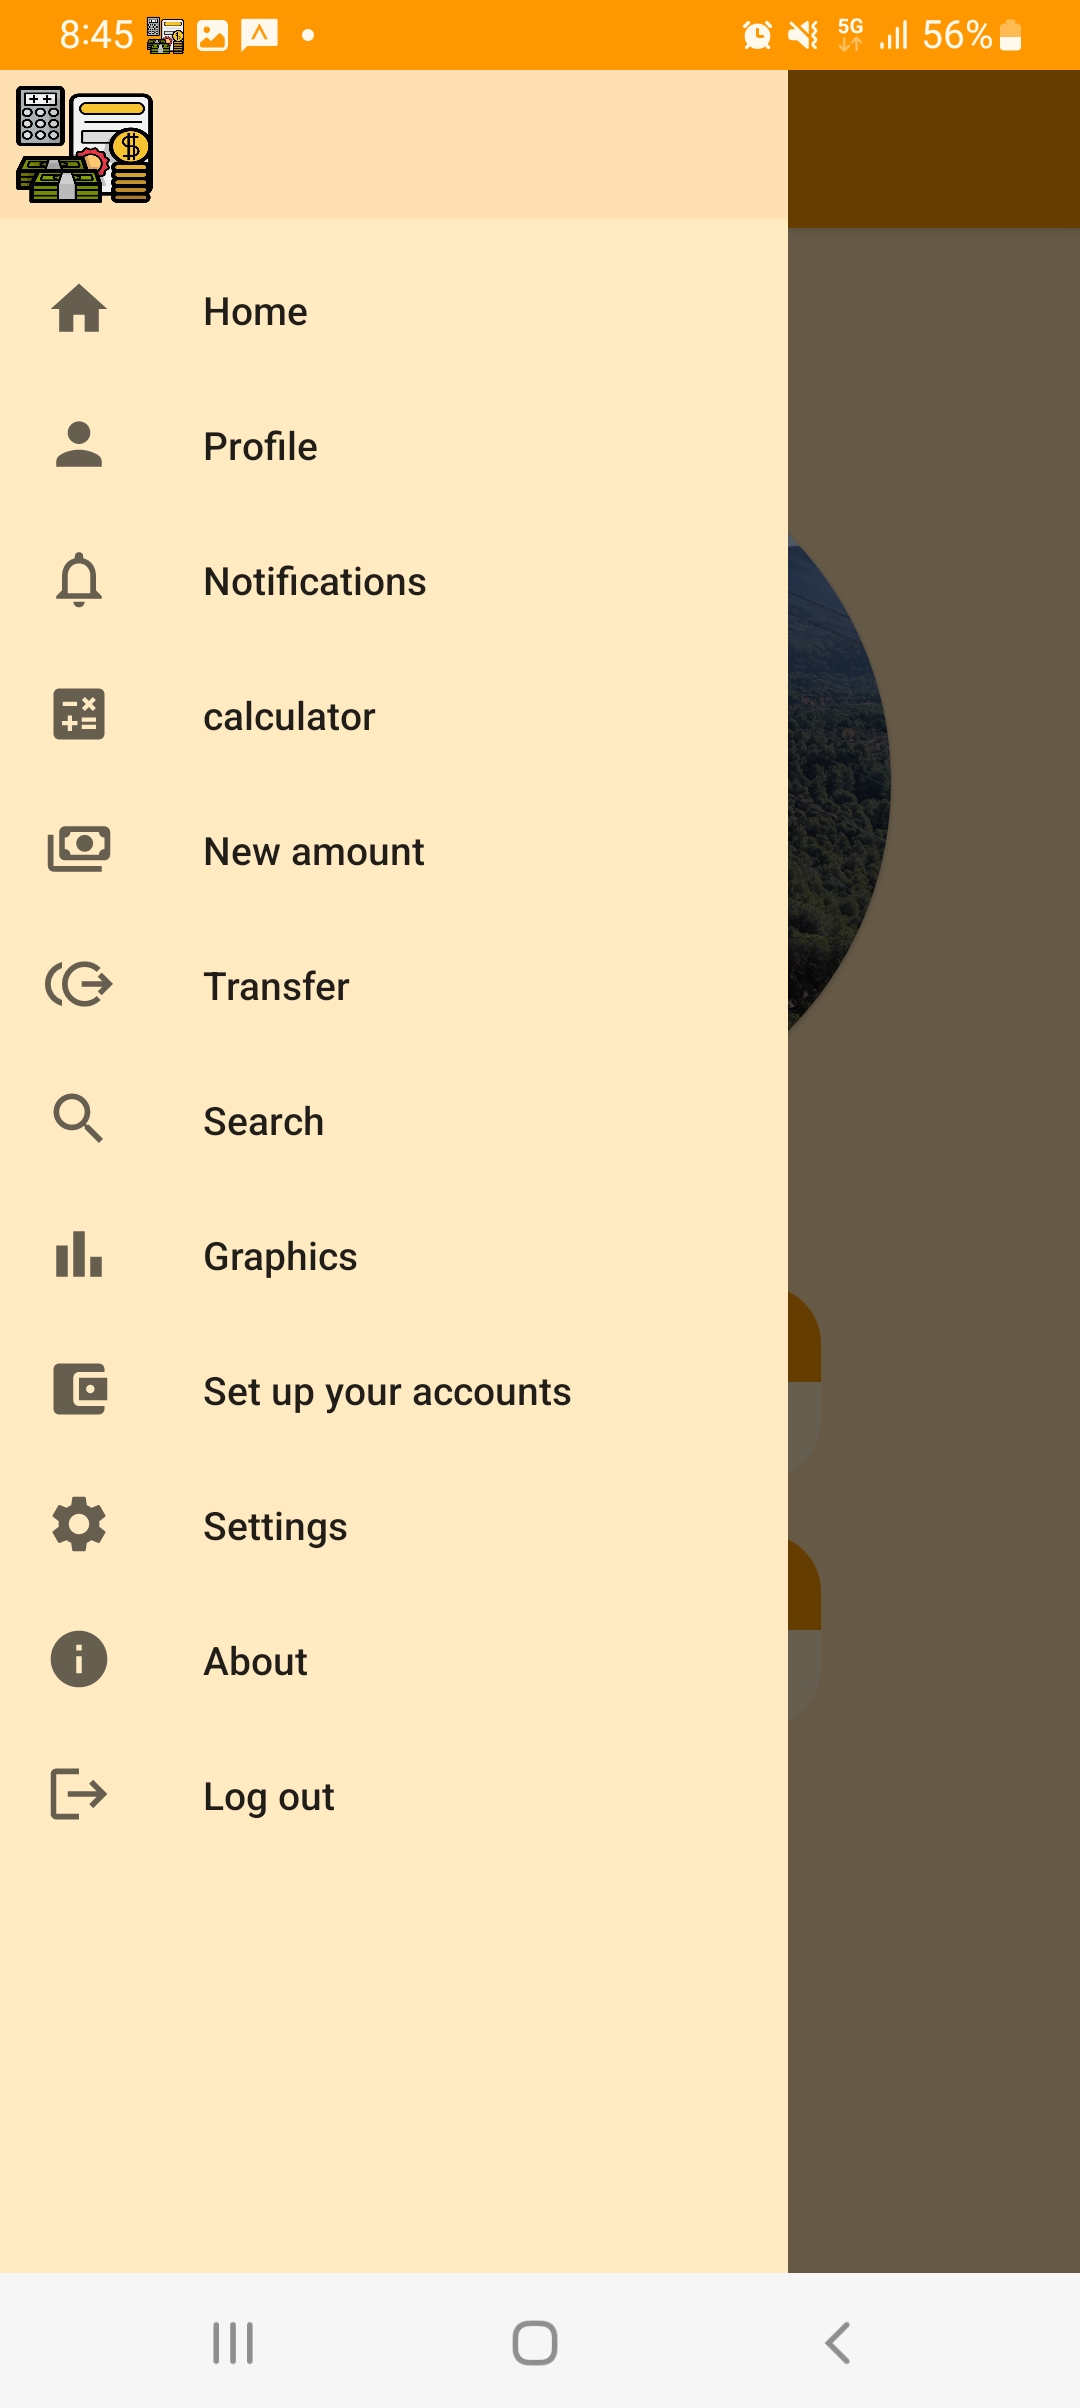 8:45
5G
56%
Home
Profile
Notifications
calculator
New amount
Transfer
Search
Graphics
Set up your accounts
Settings
About
Log out